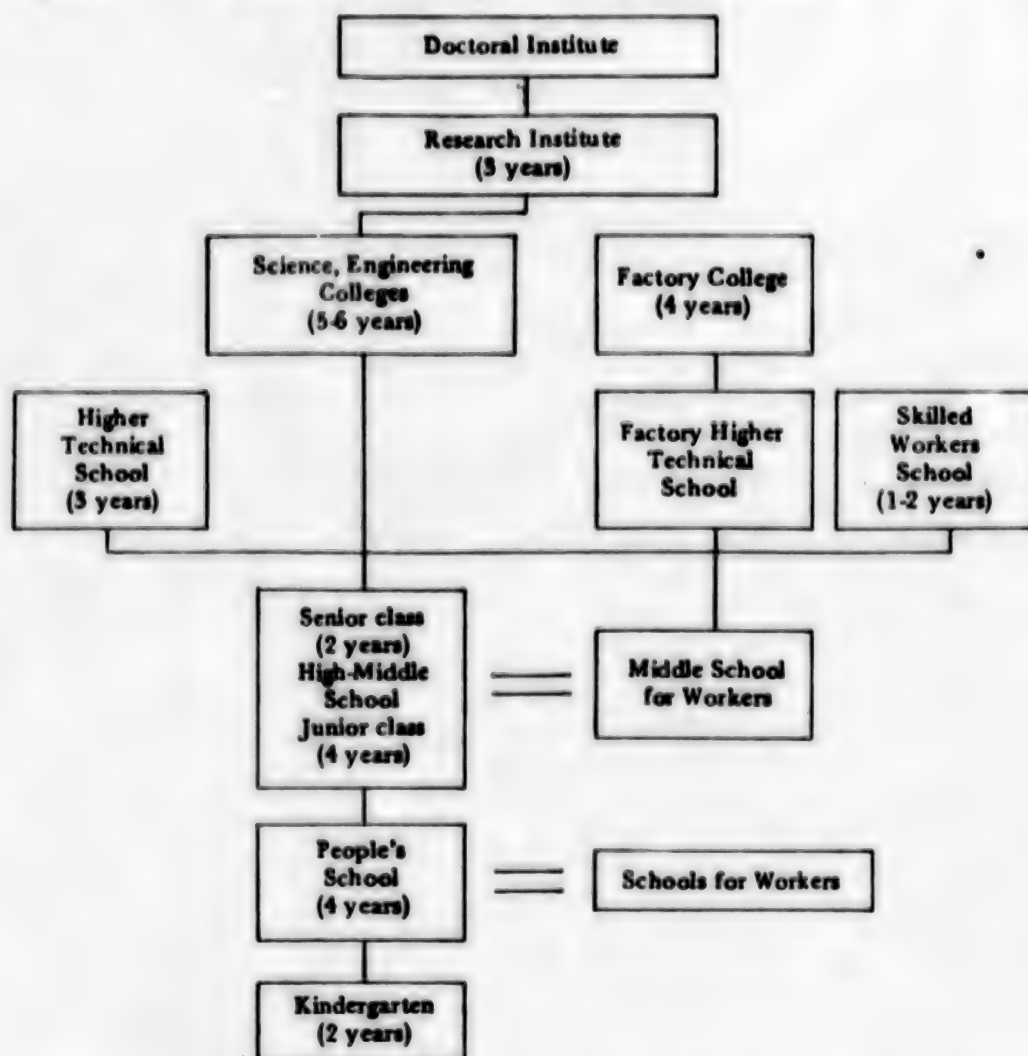 Doctoral Institute
Research Institute
(3 years)
Science, Engineering
Colleges
(5-6 years)
Factory College
(4 years)
Higher
Technical
School
(3 years)
Factory Higher
Technical
School
Skilled
Workers
School
(1-2 years)
Senior class
(2 years)
High-Middle
School
Junior class
(4 years)
Middle School
for Workers
People's
School
(4 years)
Schools for Workers
Kindergarten
(2 years)